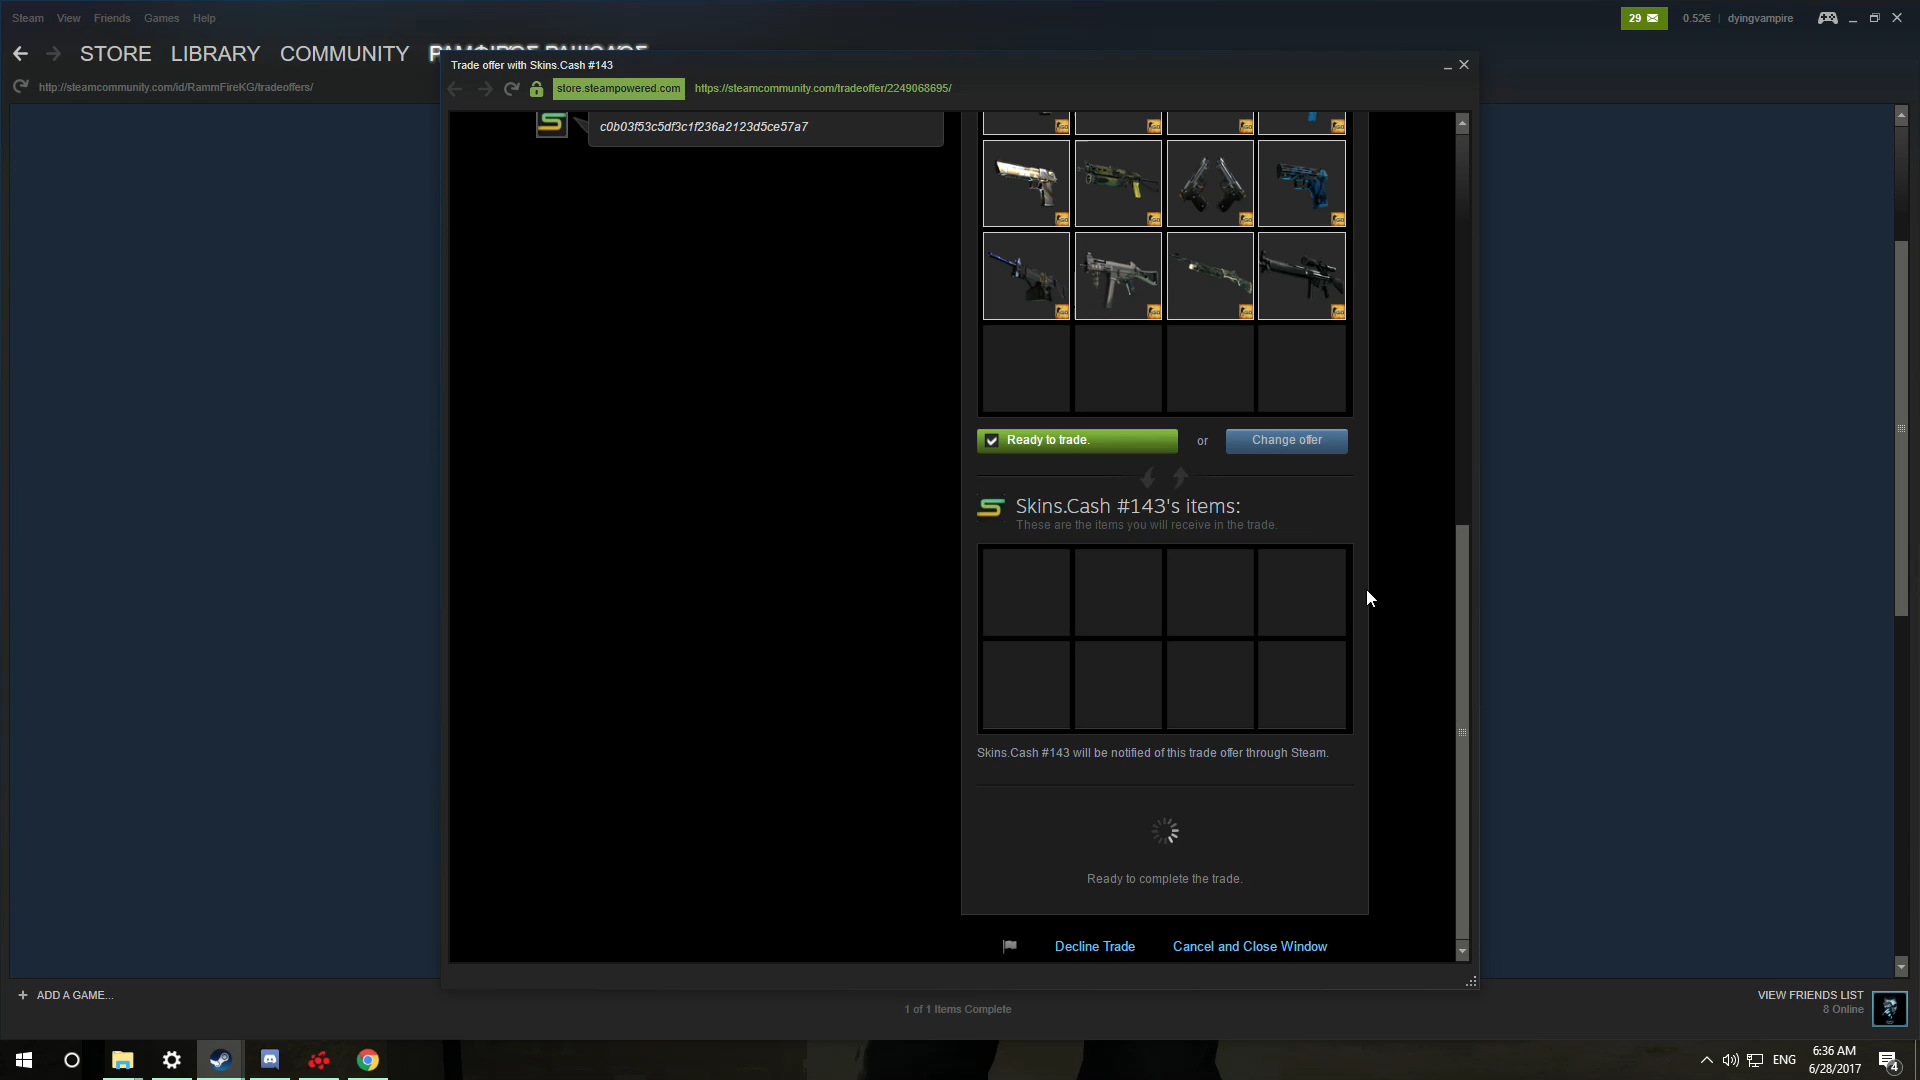 Steam View Friends Games Help
29
0.52€ | dyingvampire
STORE LIBRARY COMMUNITY
http://steamcommunity.com/id/RammFireKG/tradeoffers/
Trade offer with Skins.Cash #143
store.steampowered.com https://steamcommunity.com/tradeoffer/2249068695/
c0b03f53c5df3c1f236a2123d5ce57a7
Ready to trade.
or
Change offer
Skins.Cash #143's items:
These are the items you will receive in the trade.
Skins.Cash #143 will be notified of this trade offer through Steam.
Ready to complete the trade.
Decline Trade
Cancel and Close Window
+ ADD A GAME...
1 of 1 Items Complete
VIEW FRIENDS LIST
8 Online
ENG
6:36 AM
6/28/2017
4